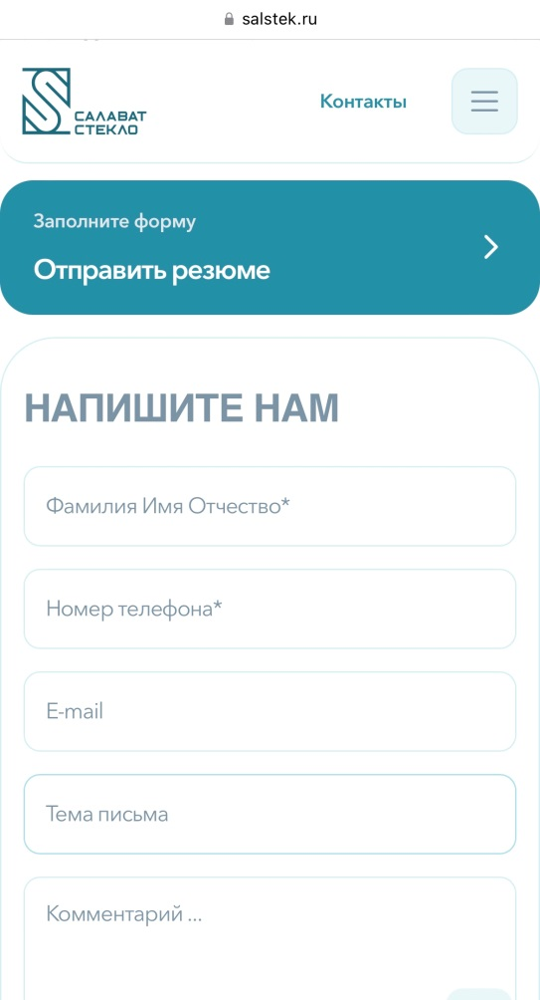 salstek.ru
САЛАВАТ
СТЕКЛО
Контакты
Заполните форму
Отправить резюме
НАПИШИТЕ НАМ
Фамилия Имя Отчество*
Номер телефона*
E-mail
Тема письма
Комментарий ...